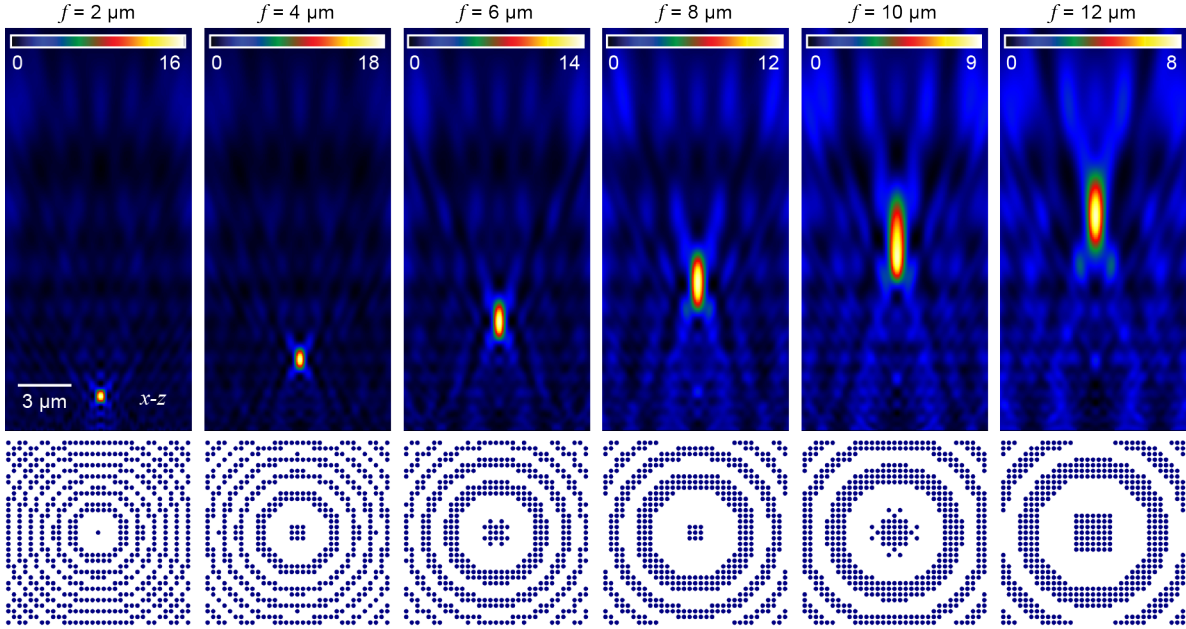 f = 2 µm
f = 4 µm
f = 6 µm
f = 8 µm
f = 10 µm
f = 12 µm
0 16
0 18
0 14
0 12
0 9
0 8
3 µm
x-z